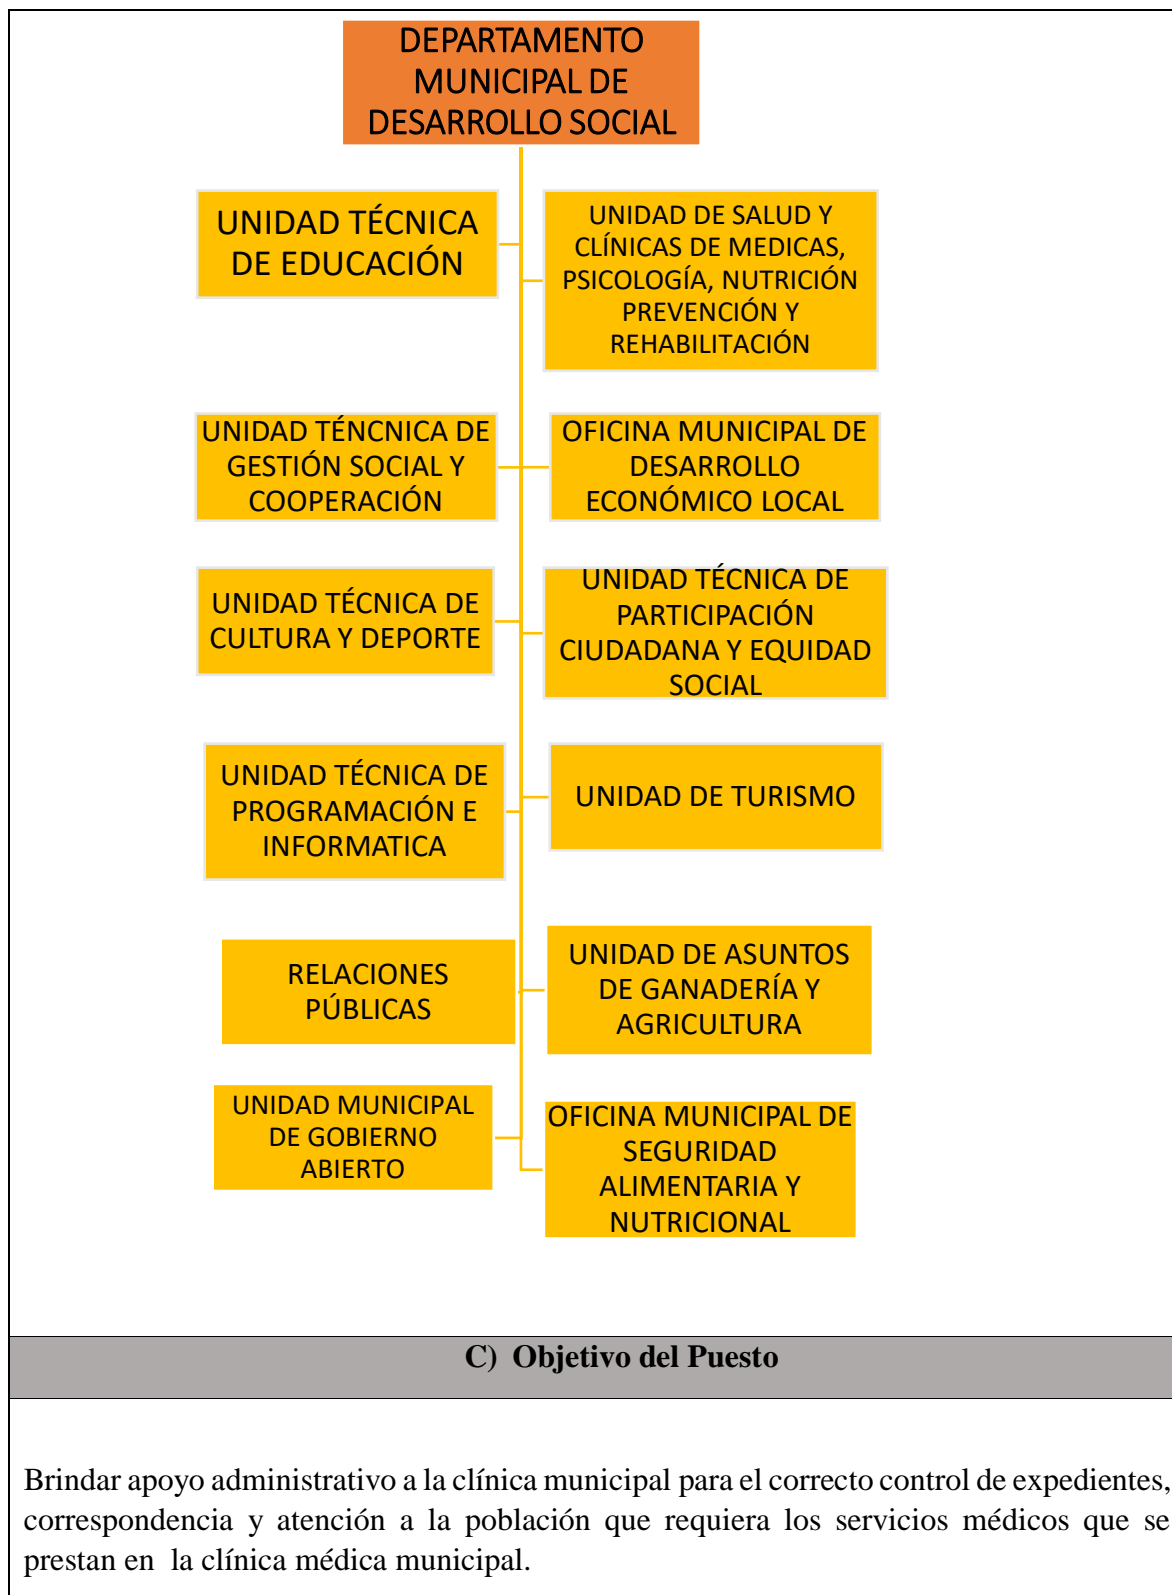 DEPARTAMENTO
MUNICIPAL DE
DESARROLLO SOCIAL
UNIDAD TÉCNICA
DE EDUCACIÓN
UNIDAD DE SALUD Y
CLÍNICAS DE MEDICAS,
PSICOLOGÍA, NUTRICIÓN
PREVENCIÓN Y
REHABILITACIÓN
UNIDAD TÉNCNICA DE
GESTIÓN SOCIAL Y
COOPERACIÓN
OFICINA MUNICIPAL DE
DESARROLLO
ECONÓMICO LOCAL
UNIDAD TÉCNICA DE
CULTURA Y DEPORTE
UNIDAD TÉCNICA DE
PARTICIPACIÓN
CIUDADANA Y EQUIDAD
SOCIAL
UNIDAD TÉCNICA DE
PROGRAMACIÓN E
INFORMATICA
UNIDAD DE TURISMO
RELACIONES
PÚBLICAS
UNIDAD DE ASUNTOS
DE GANADERÍA Y
AGRICULTURA
UNIDAD MUNICIPAL
DE GOBIERNO
ABIERTO
OFICINA MUNICIPAL DE
SEGURIDAD
ALIMENTARIA Y
NUTRICIONAL
C) Objetivo del Puesto
Brindar apoyo administrativo a la clínica municipal para el correcto control de expedientes,
correspondencia y atención a la población que requiera los servicios médicos que se
prestan en la clínica médica municipal.